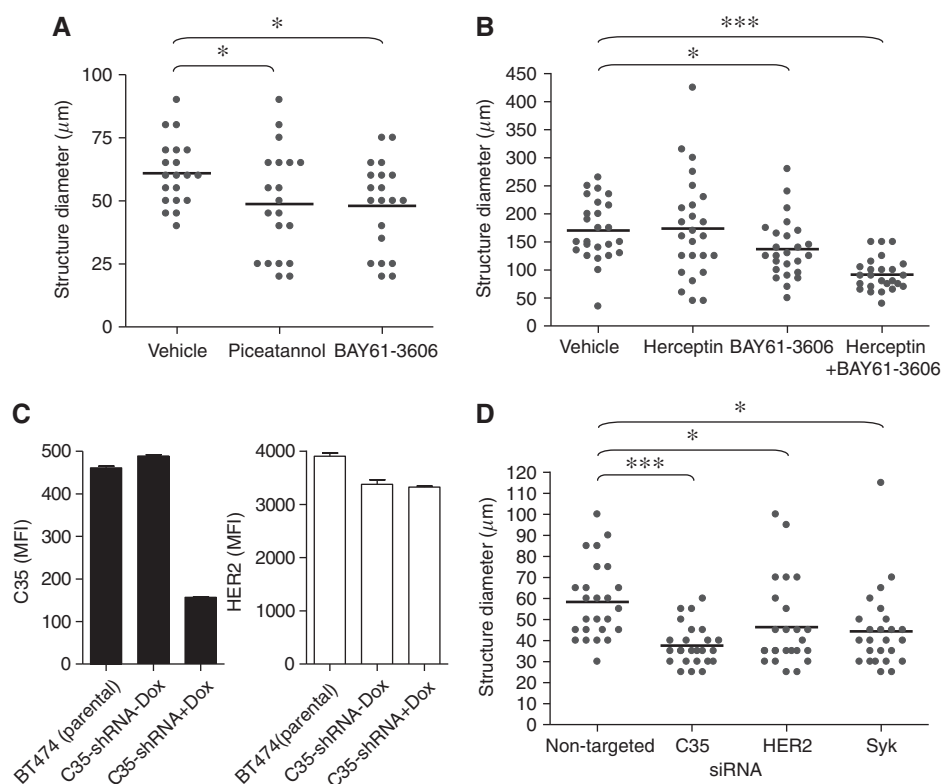 A
*
*
Structure diameter (μm)
100
75
50
25
0
Vehicle
Piceatannol
BAY61-3606
B
***
*
Structure diameter (μm)
450
400
350
300
250
200
150
100
50
0
Vehicle
Herceptin
BAY61-3606
Herceptin
+BAY61-3606
C
C35 (MFI)
500
400
300
200
100
0
BT474 (parental)
C35-shRNA-Dox
C35-shRNA+Dox
HER2 (MFI)
4000
3000
2000
1000
0
BT474(parental)
C35-shRNA-Dox
C35-shRNA+Dox
D
*
*
***
Structure diameter (μm)
120
110
100
90
80
70
60
50
40
30
20
10
0
Non-targeted
C35
HER2
Syk
siRNA